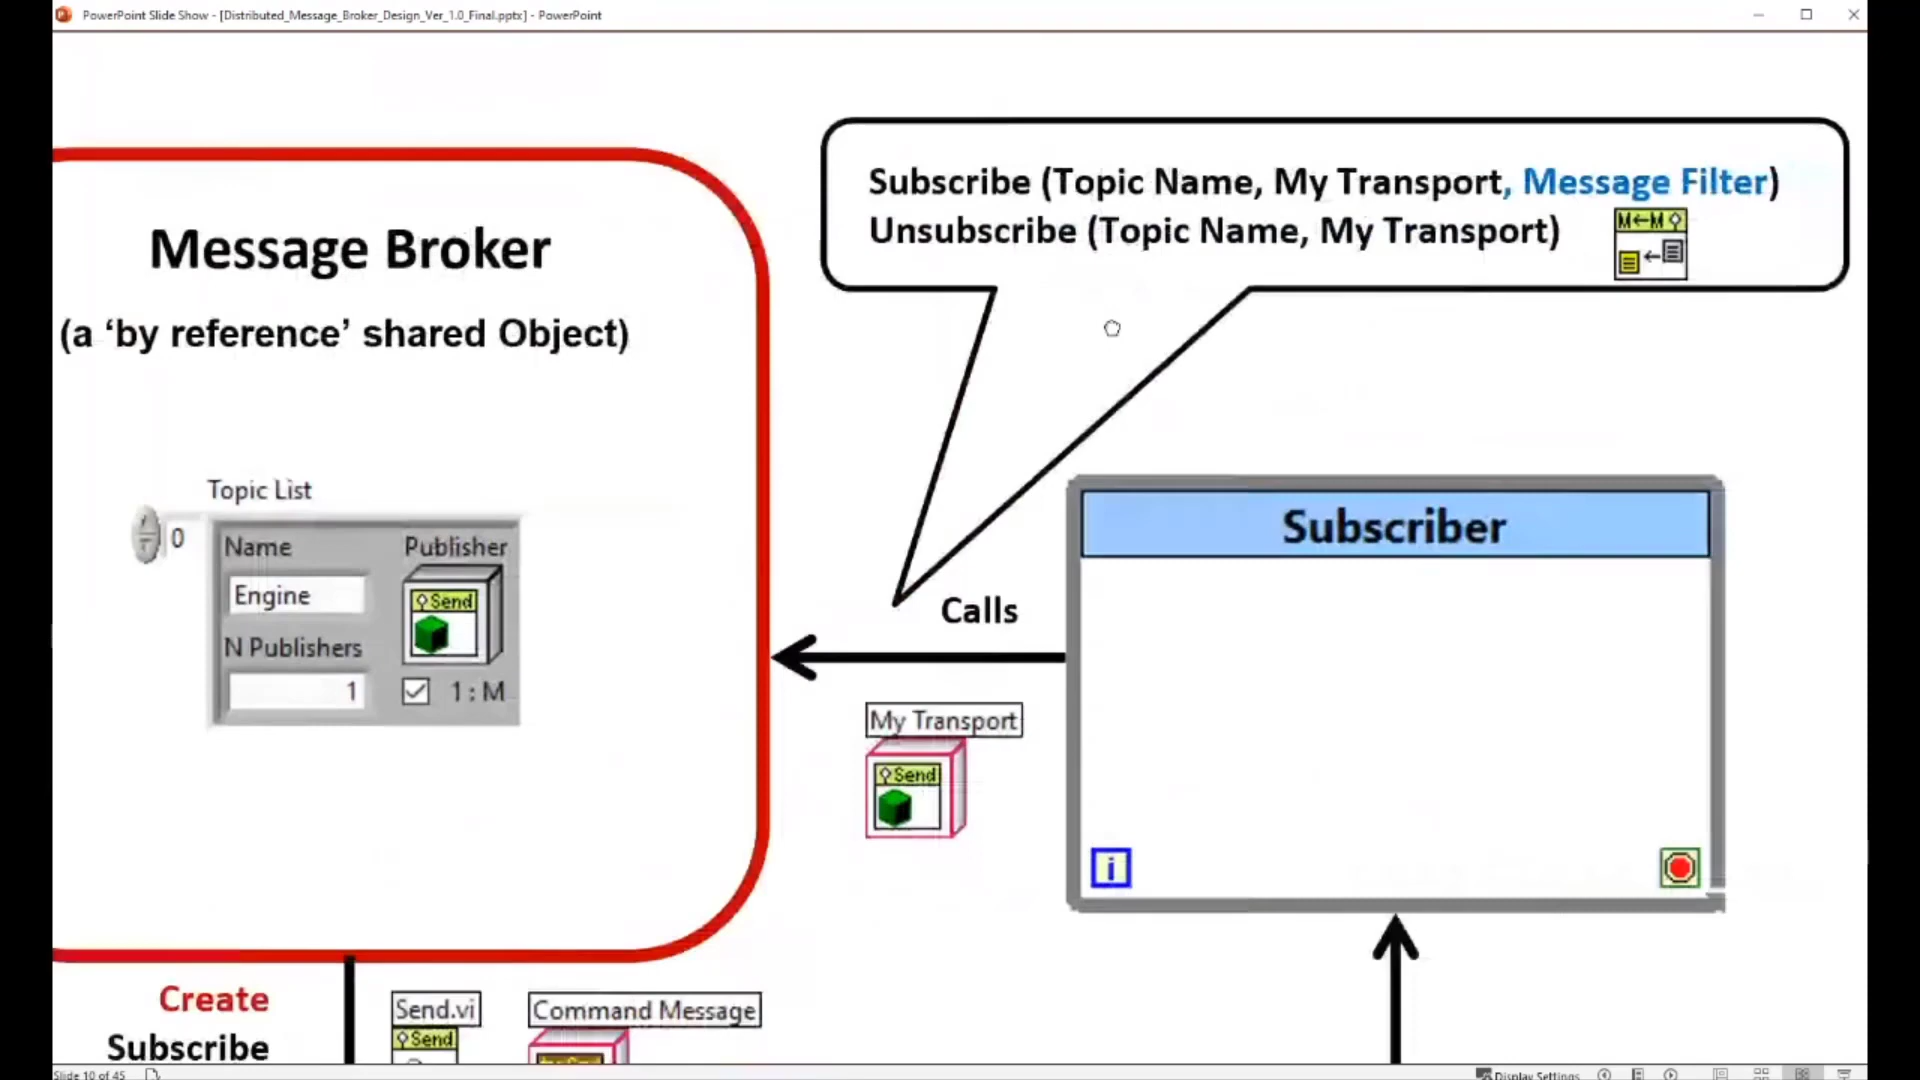 PowerPoint Slide Show - [Distributed_Message_Broker_Design_Ver_1.0_Final.pptx] - PowerPoint
Subscribe (Topic Name, My Transport, Message Filter)
Unsubscribe (Topic Name, My Transport)
M←M
Message Broker
(a ‘by reference’ shared Object)
Topic List
0
Name
Publisher
Engine
Send
N Publishers
1
1 : M
Subscriber
Calls
My Transport
Send
i
Create
Subscribe
Send.vi
Send
Command Message
Slide 10 of 45
Display Settings